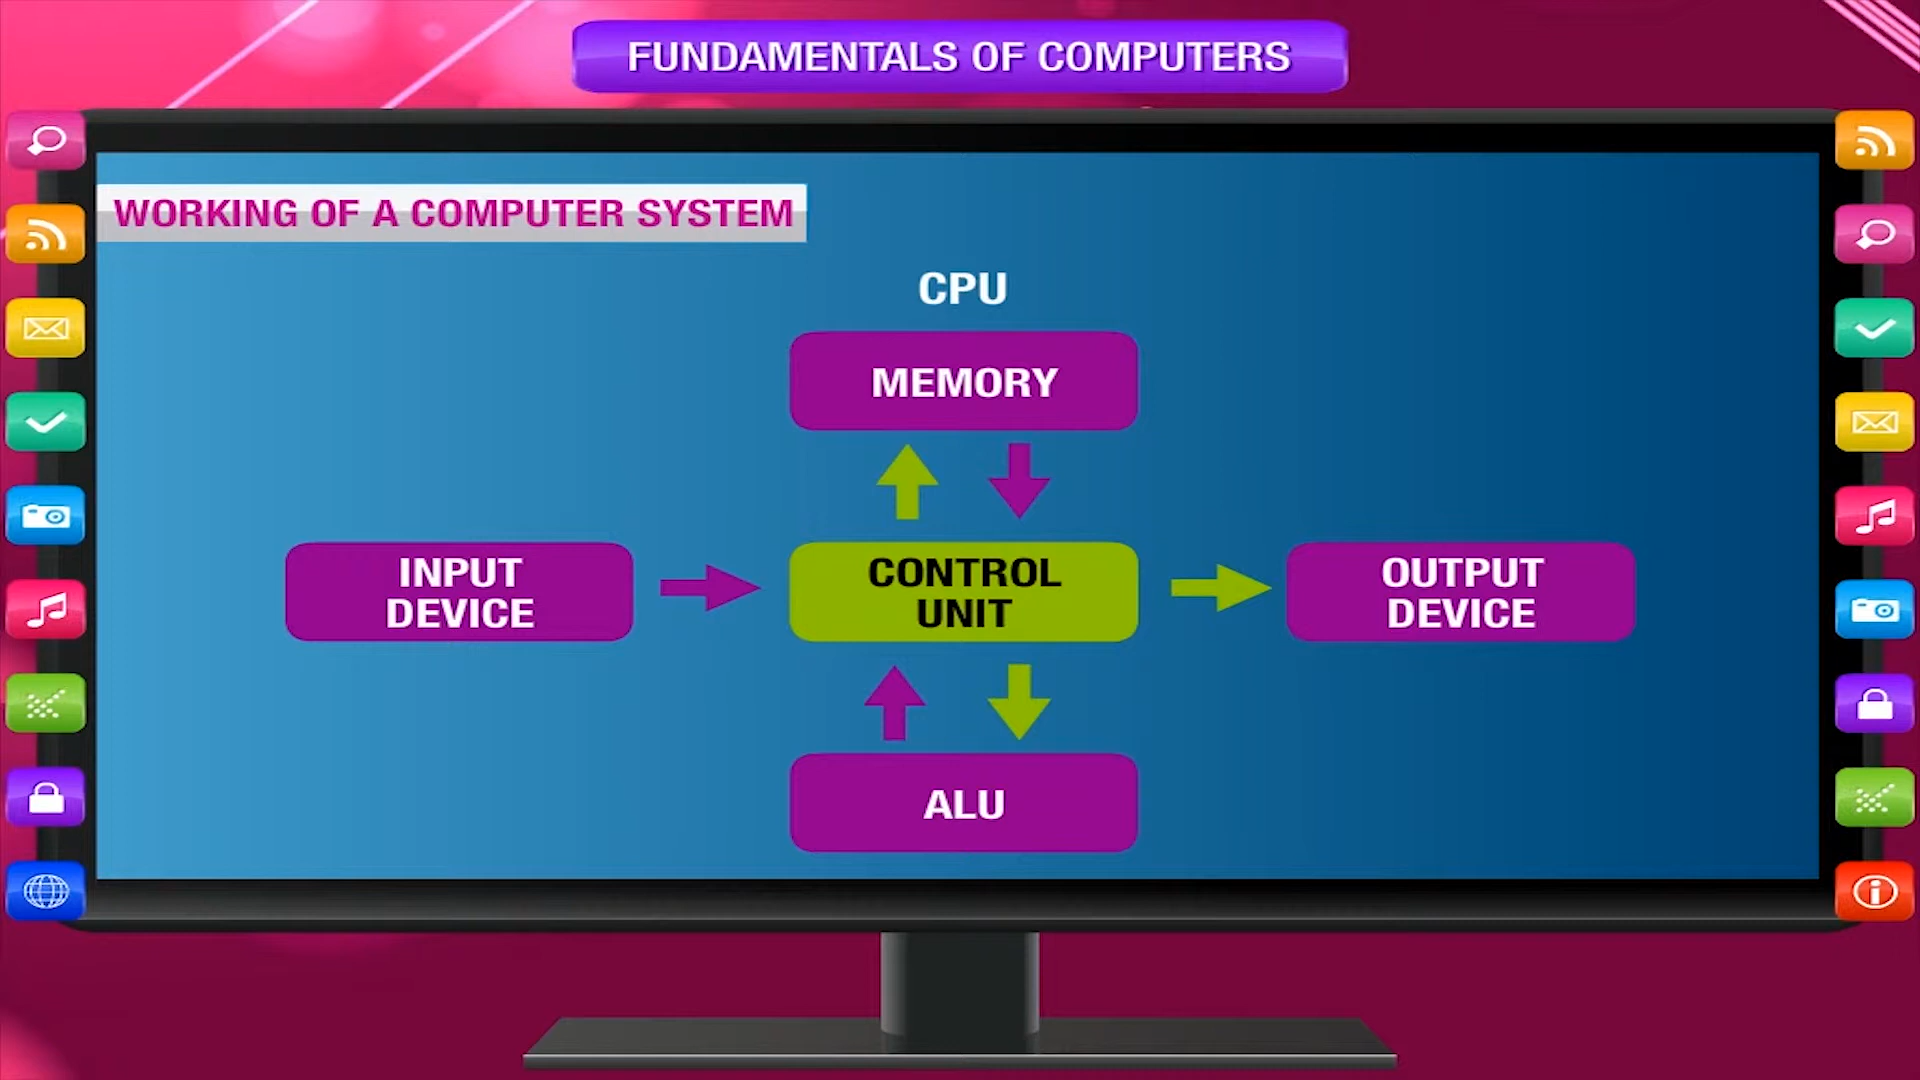 FUNDAMENTALS OF COMPUTERS
WORKING OF A COMPUTER SYSTEM
CPU
MEMORY
INPUT
DEVICE
CONTROL
UNIT
OUTPUT
DEVICE
ALU